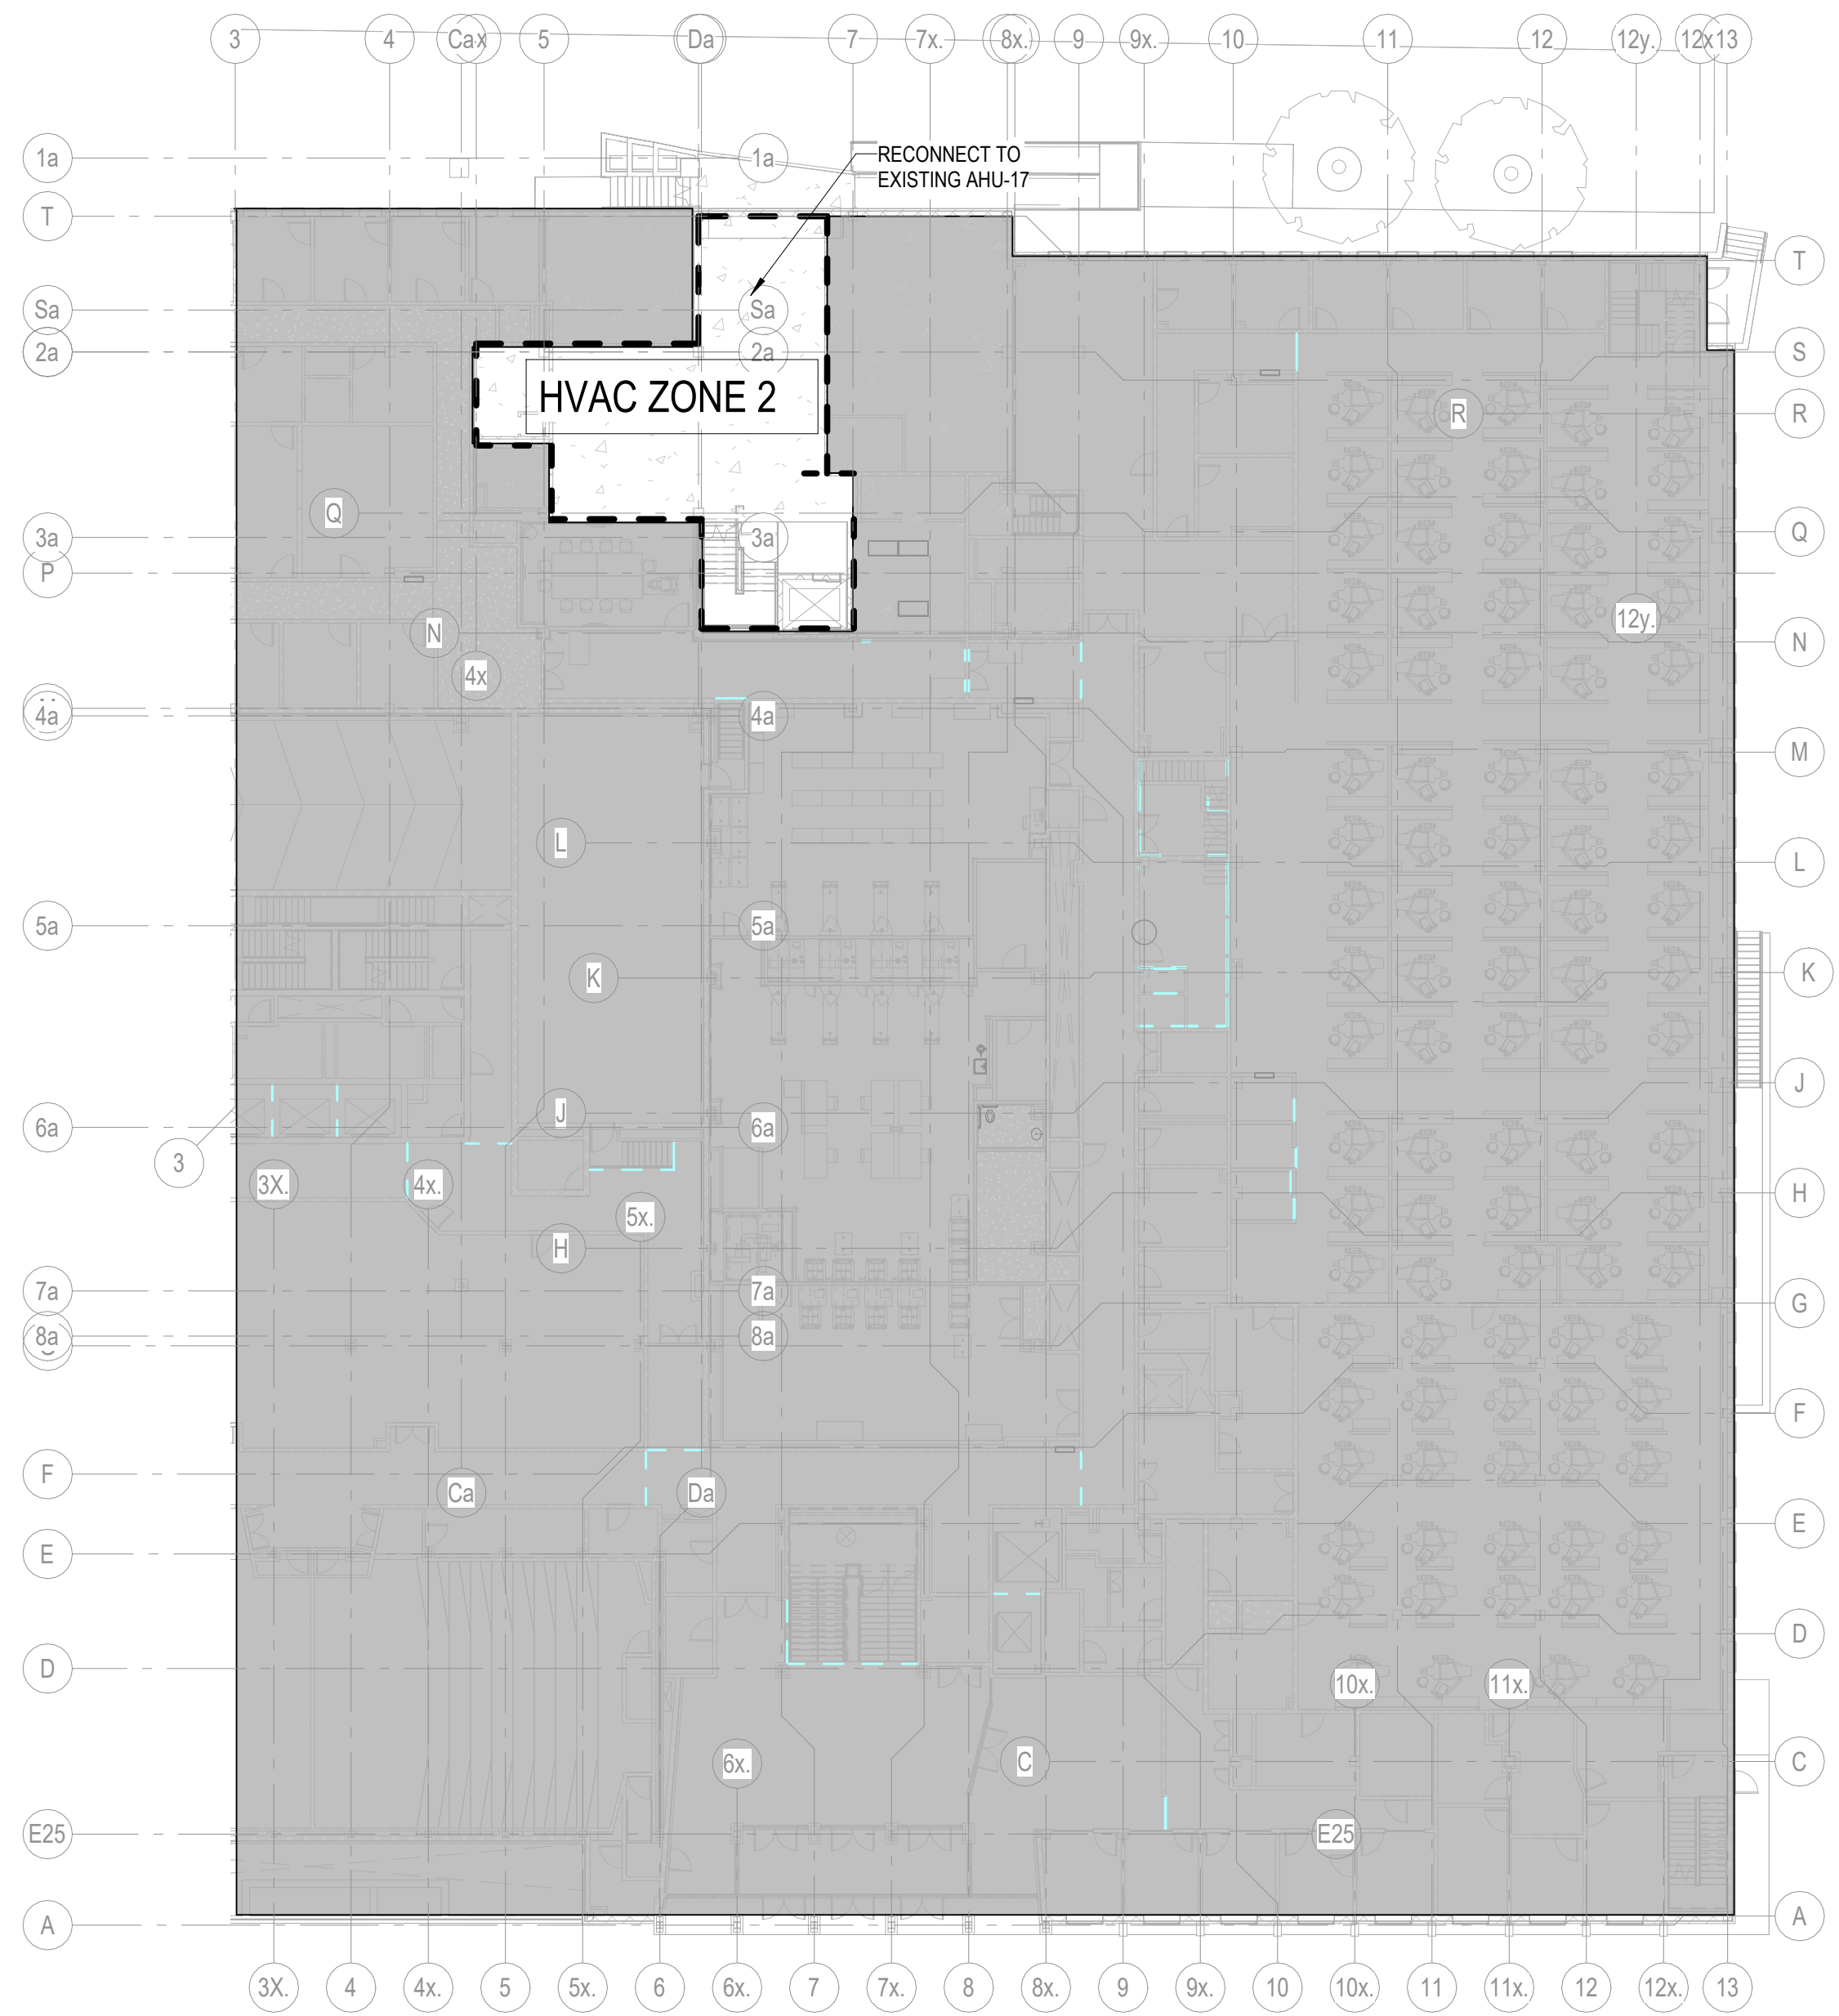 3
4
Ca
5
Da
7
7x.
8x.
9
9x.
10
11
12
12y.
12x
13
1a
1a
RECONNECT TO
EXISTING AHU-17
T
T
Sa
Sa
2a
2a
S
HVAC ZONE 2
R
R
Q
3a
3a
Q
P
12y.
N
N
4x
4a
4a
M
L
L
5a
5a
K
K
J
J
6a
6a
3
3X.
4x.
H
5x.
H
7a
7a
G
8a
8a
F
F
Ca
Da
E
E
D
D
10x.
11x.
6x.
C
C
E25
E25
A
A
3X.
4
4x.
5
5x.
6
6x.
7
7x.
8
8x.
9
9x.
10
10x.
11
11x.
12
12x.
13